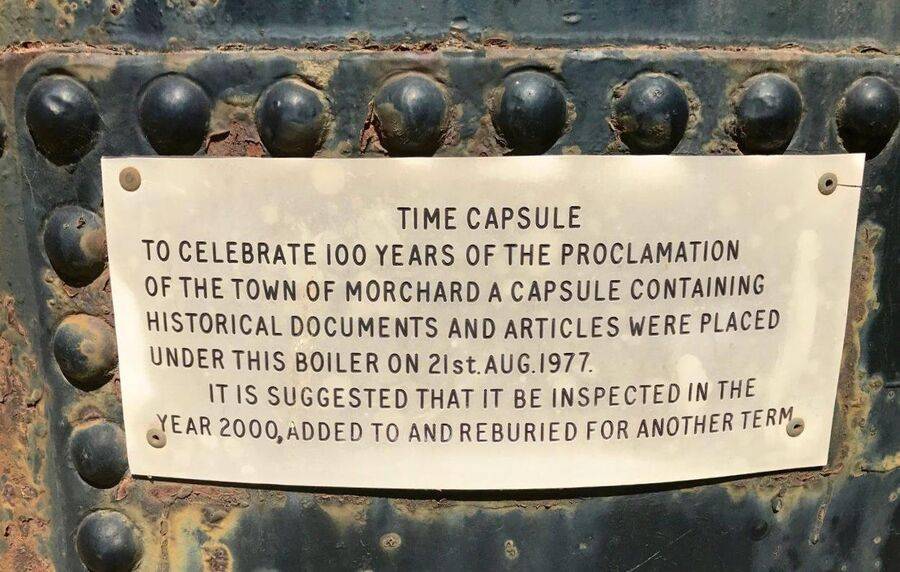 TIME CAPSULE
TO CELEBRATE 100 YEARS OF THE PROCLAMATION
OF THE TOWN OF MORCHARD A CAPSULE CONTAINING
HISTORICAL DOCUMENTS AND ARTICLES WERE PLACED
UNDER THIS BOILER ON 21st. AUG. 1977.
IT IS SUGGESTED THAT IT BE INSPECTED IN THE
YEAR 2000, ADDED TO AND REBURIED FOR ANOTHER TERM